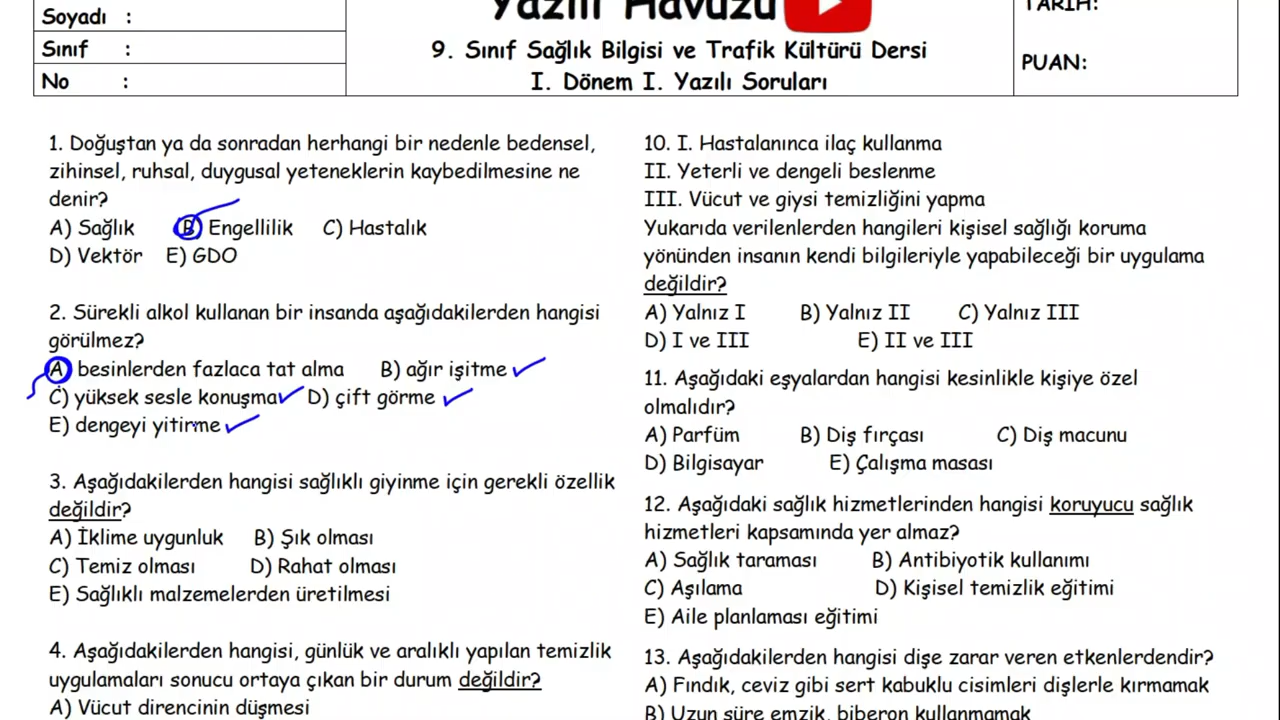 Soyadı :
Sınıf :
No :
Yazılı Havuzu
9. Sınıf Sağlık Bilgisi ve Trafik Kültürü Dersi
I. Dönem I. Yazılı Soruları
TARİH:
PUAN:
1. Doğuştan ya da sonradan herhangi bir nedenle bedensel,
zihinsel, ruhsal, duygusal yeteneklerin kaybedilmesine ne
denir?
A) Sağlık B) Engellilik C) Hastalık
D) Vektör E) GDO
2. Sürekli alkol kullanan bir insanda aşağıdakilerden hangisi
görülmez?
A) besinlerden fazlaca tat alma B) ağır işitme
C) yüksek sesle konuşma D) çift görme
E) dengeyi yitirme
3. Aşağıdakilerden hangisi sağlıklı giyinme için gerekli özellik
değildir?
A) İklime uygunluk B) Şık olması
C) Temiz olması D) Rahat olması
E) Sağlıklı malzemelerden üretilmesi
4. Aşağıdakilerden hangisi, günlük ve aralıklı yapılan temizlik
uygulamaları sonucu ortaya çıkan bir durum değildir?
A) Vücut direncinin düşmesi
10. I. Hastalanınca ilaç kullanma
II. Yeterli ve dengeli beslenme
III. Vücut ve giysi temizliğini yapma
Yukarıda verilenlerden hangileri kişisel sağlığı koruma
yönünden insanın kendi bilgileriyle yapabileceği bir uygulama
değildir?
A) Yalnız I B) Yalnız II C) Yalnız III
D) I ve III E) II ve III
11. Aşağıdaki eşyalardan hangisi kesinlikle kişiye özel
olmalıdır?
A) Parfüm B) Diş fırçası C) Diş macunu
D) Bilgisayar E) Çalışma masası
12. Aşağıdaki sağlık hizmetlerinden hangisi koruyucu sağlık
hizmetleri kapsamında yer almaz?
A) Sağlık taraması B) Antibiyotik kullanımı
C) Aşılama D) Kişisel temizlik eğitimi
E) Aile planlaması eğitimi
13. Aşağıdakilerden hangisi dişe zarar veren etkenlerdendir?
A) Fındık, ceviz gibi sert kabuklu cisimleri dişlerle kırmamak
B) Uzun süre emzik, biberon kullanmamak